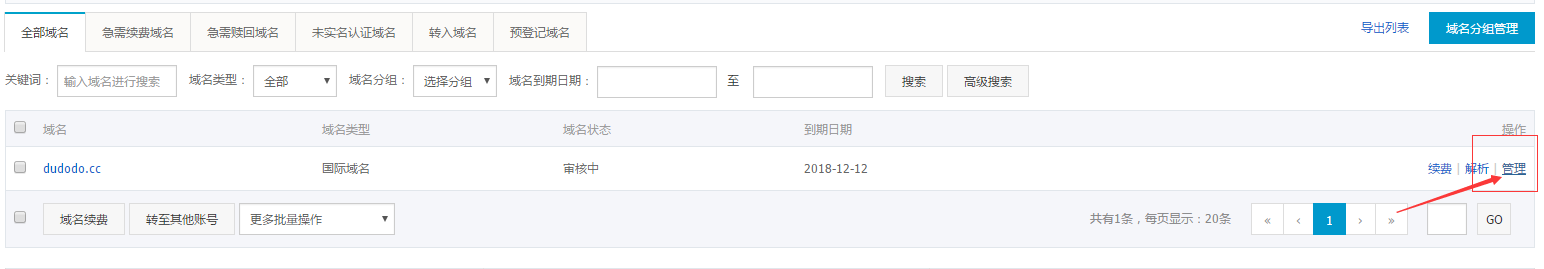 全部域名 急需续费域名 急需赎回域名 未实名认证域名 转入域名 预登记域名 导出列表 域名分组管理
关键词： 输入域名进行搜索 域名类型： 全部 域名分组： 选择分组 域名到期日期： 至 搜索 高级搜索
域名 域名类型 域名状态 到期日期 操作
dudodo.cc 国际域名 审核中 2018-12-12 续费 | 解析 | 管理
域名续费 转至其他账号 更多批量操作 共有1条，每页显示：20条 « ‹ 1 › » GO